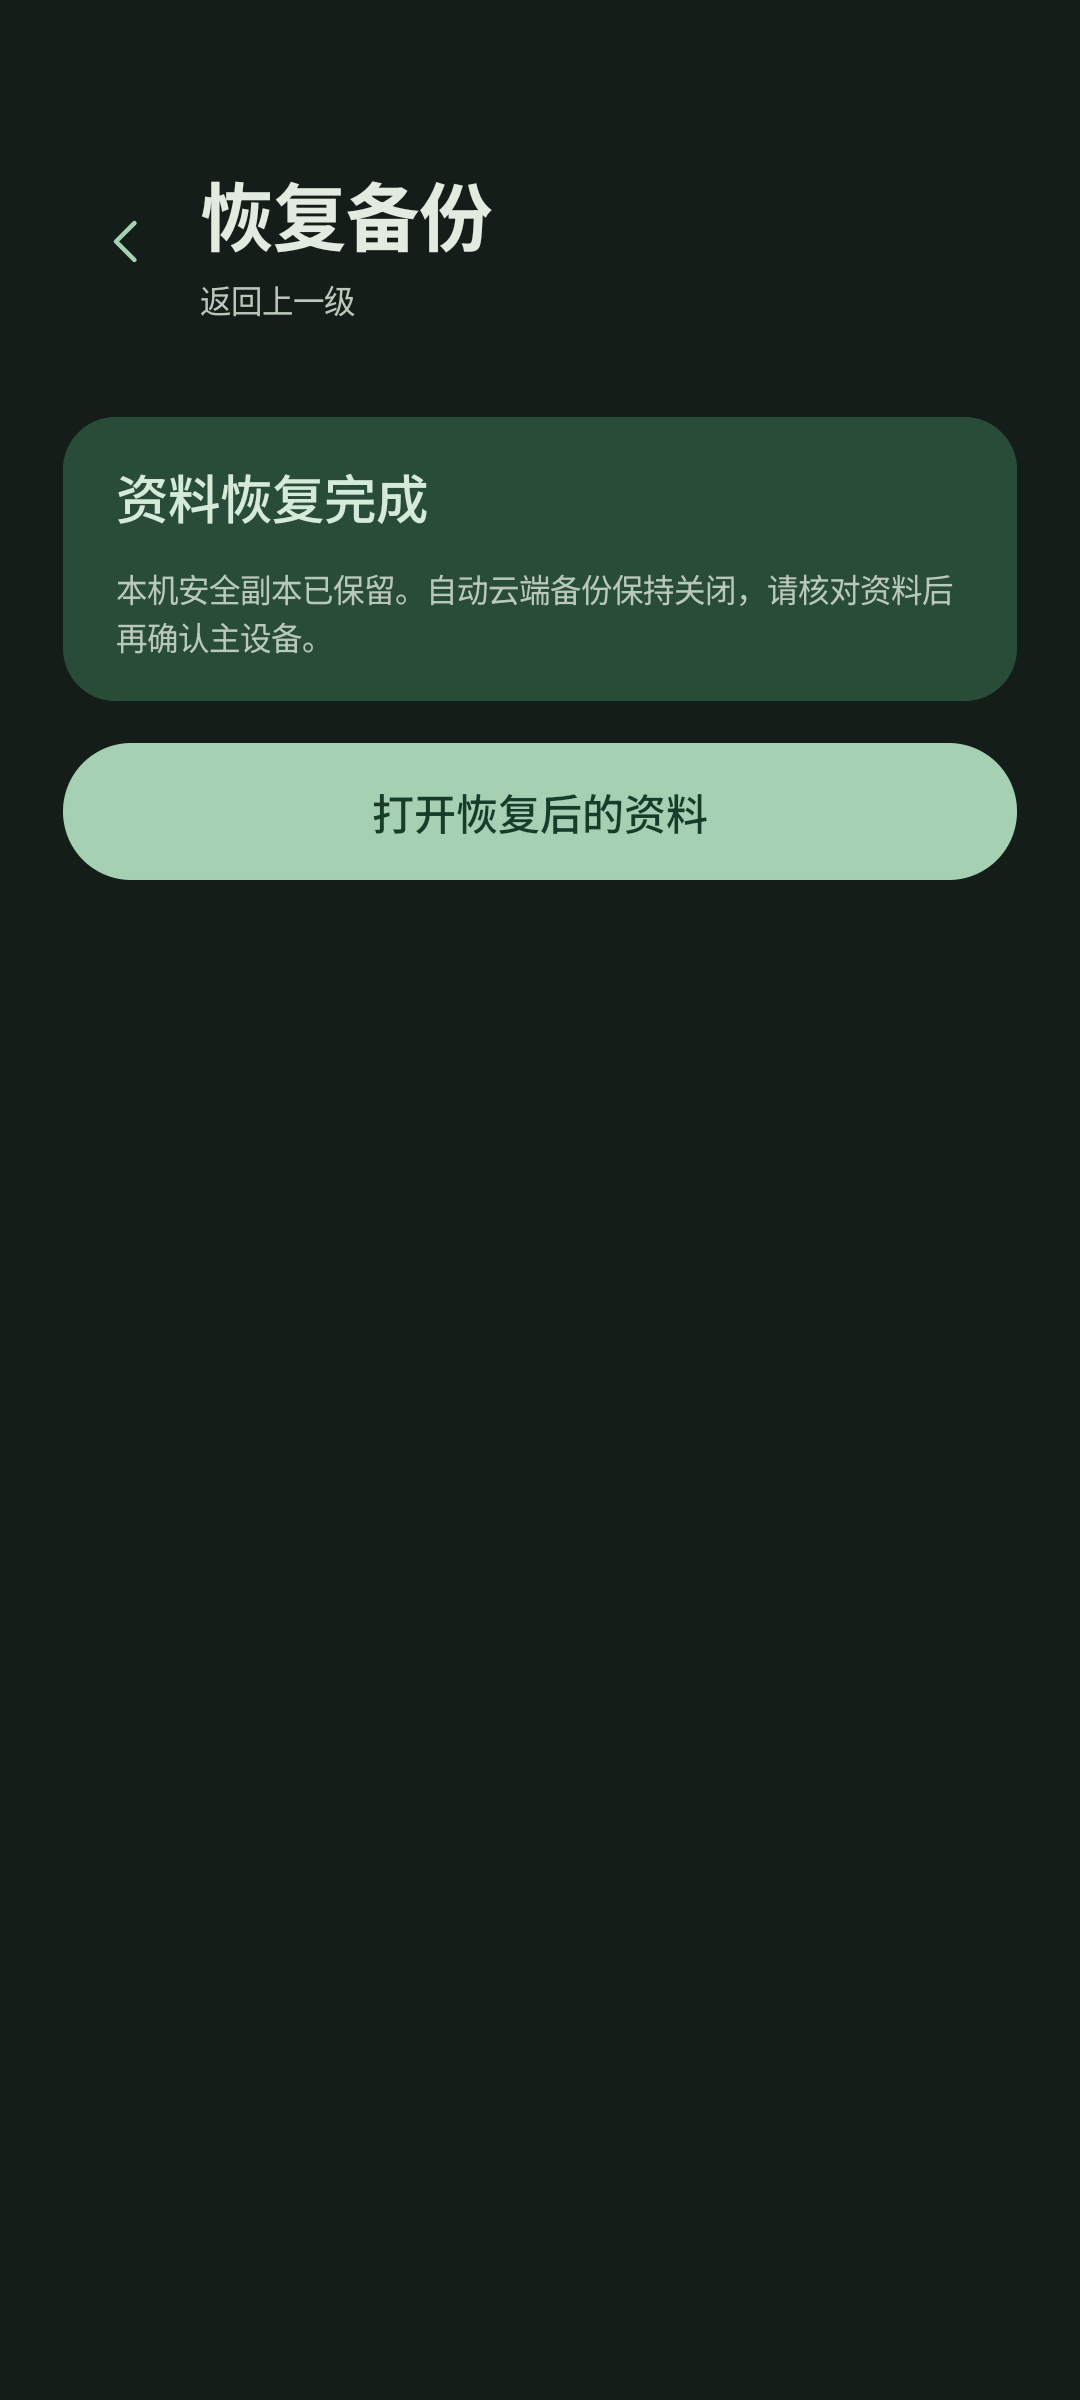 恢复备份
返回上一级
资料恢复完成
本机安全副本已保留。自动云端备份保持关闭，请核对资料后
再确认主设备。
打开恢复后的资料